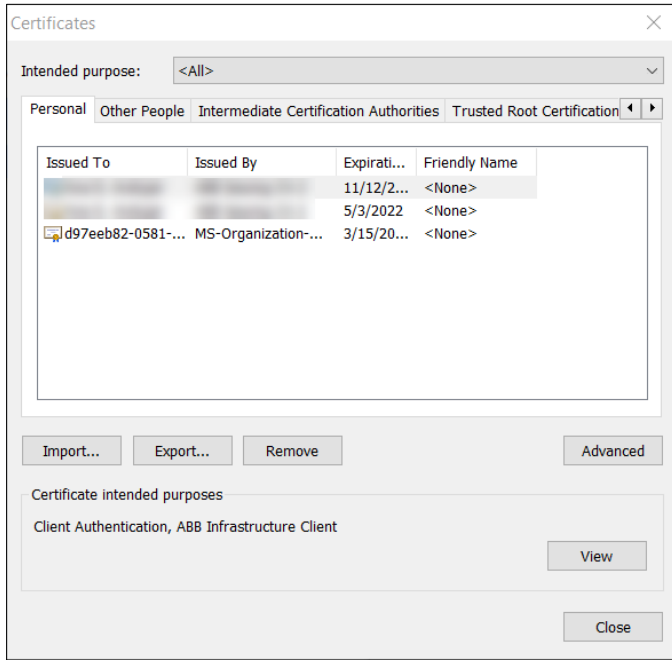 Certificates
Intended purpose: <All>
Personal Other People Intermediate Certification Authorities Trusted Root Certification
Issued To Issued By Expirati... Friendly Name
11/12/2... <None>
5/3/2022 <None>
d97eeb82-0581-... MS-Organization-... 3/15/20... <None>
Import... Export... Remove Advanced
Certificate intended purposes
Client Authentication, ABB Infrastructure Client
View
Close